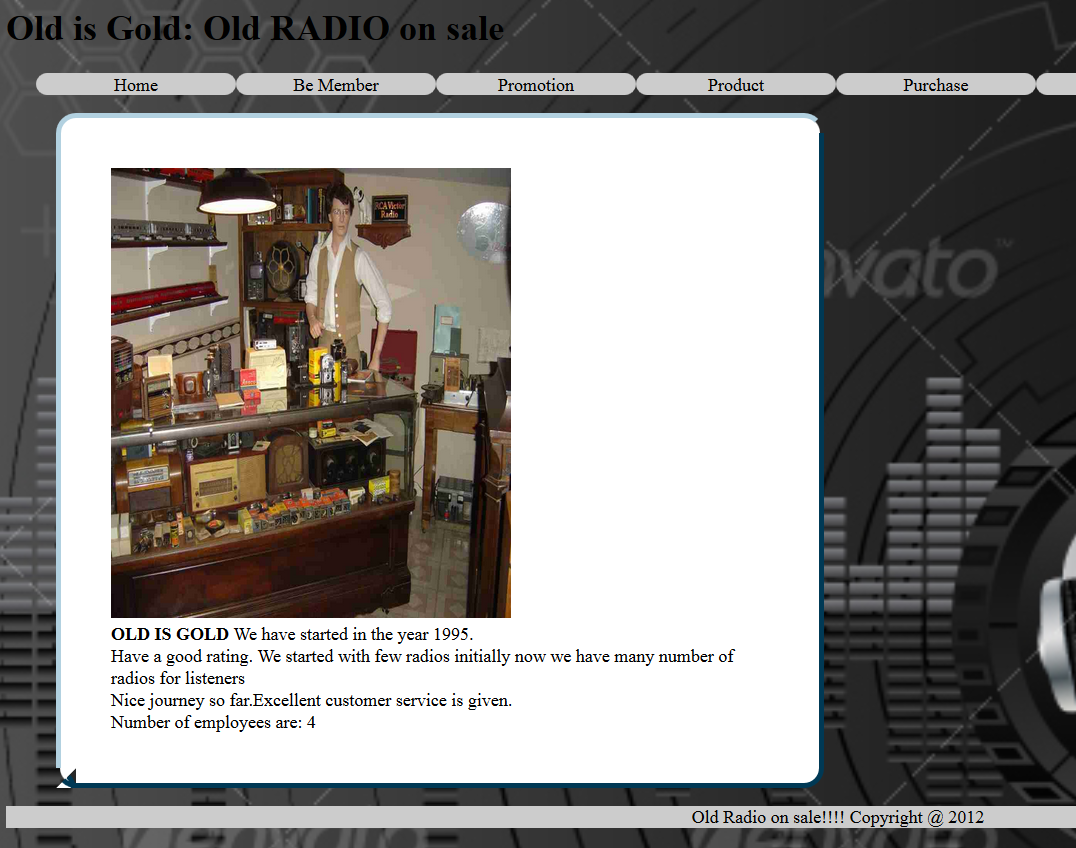 Old is Gold: Old RADIO on sale
Home
Be Member
Promotion
Product
Purchase
RCA Victor
Radio
OLD IS GOLD We have started in the year 1995.
Have a good rating. We started with few radios initially now we have many number of
radios for listeners
Nice journey so far.Excellent customer service is given.
Number of employees are: 4
Old Radio on sale!!!! Copyright @ 2012